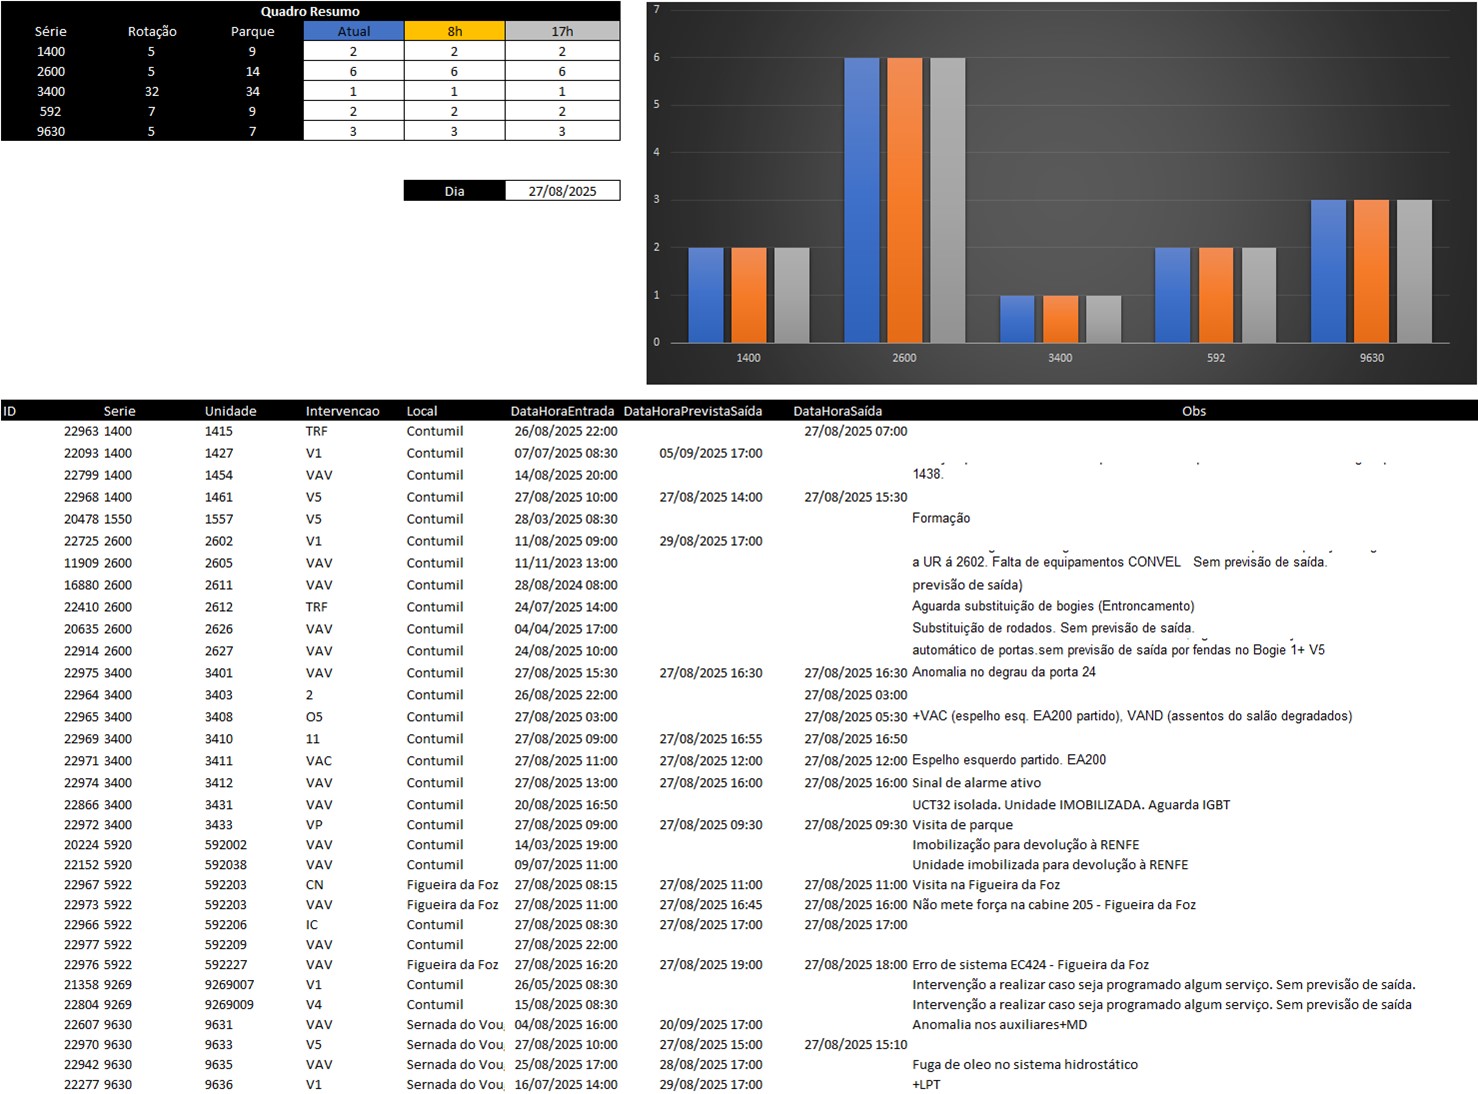 Quadro Resumo
Série Rotação Parque Atual 8h 17h
1400 5 9 2 2 2
2600 5 14 6 6 6
3400 32 34 1 1 1
592 7 9 2 2 2
9630 5 7 3 3 3
Dia 27/08/2025
7
6
5
4
3
2
1
0
1400 2600 3400 592 9630
ID Serie Unidade Intervencao Local DataHoraEntrada DataHoraPrevistaSaída DataHoraSaída Obs
22963 1400 1415 TRF Contumil 26/08/2025 22:00 27/08/2025 07:00
22093 1400 1427 V1 Contumil 07/07/2025 08:30 05/09/2025 17:00
22799 1400 1454 VAV Contumil 14/08/2025 20:00 1438.
22968 1400 1461 V5 Contumil 27/08/2025 10:00 27/08/2025 14:00 27/08/2025 15:30
20478 1550 1557 V5 Contumil 28/03/2025 08:30 Formação
22725 2600 2602 V1 Contumil 11/08/2025 09:00 29/08/2025 17:00
11909 2600 2605 VAV Contumil 11/11/2023 13:00 a UR á 2602. Falta de equipamentos CONVEL Sem previsão de saída.
16880 2600 2611 VAV Contumil 28/08/2024 08:00 previsão de saída)
22410 2600 2612 TRF Contumil 24/07/2025 14:00 Aguarda substituição de bogies (Entroncamento)
20635 2600 2626 VAV Contumil 04/04/2025 17:00 Substituição de rodados. Sem previsão de saída.
22914 2600 2627 VAV Contumil 24/08/2025 10:00 automático de portas.sem previsão de saída por fendas no Bogie 1+ V5
22975 3400 3401 VAV Contumil 27/08/2025 15:30 27/08/2025 16:30 27/08/2025 16:30 Anomalia no degrau da porta 24
22964 3400 3403 2 Contumil 26/08/2025 22:00 27/08/2025 03:00
22965 3400 3408 O5 Contumil 27/08/2025 03:00 27/08/2025 05:30 +VAC (espelho esq. EA200 partido), VAND (assentos do salão degradados)
22969 3400 3410 11 Contumil 27/08/2025 09:00 27/08/2025 16:55 27/08/2025 16:50
22971 3400 3411 VAC Contumil 27/08/2025 11:00 27/08/2025 12:00 27/08/2025 12:00 Espelho esquerdo partido. EA200
22974 3400 3412 VAV Contumil 27/08/2025 13:00 27/08/2025 16:00 27/08/2025 16:00 Sinal de alarme ativo
22866 3400 3431 VAV Contumil 20/08/2025 16:50 UCT32 isolada. Unidade IMOBILIZADA. Aguarda IGBT
22972 3400 3433 VP Contumil 27/08/2025 09:00 27/08/2025 09:30 27/08/2025 09:30 Visita de parque
20224 5920 592002 VAV Contumil 14/03/2025 19:00 Imobilização para devolução à RENFE
22152 5920 592038 VAV Contumil 09/07/2025 11:00 Unidade imobilizada para devolução à RENFE
22967 5922 592203 CN Figueira da Foz 27/08/2025 08:15 27/08/2025 11:00 27/08/2025 11:00 Visita na Figueira da Foz
22973 5922 592203 VAV Figueira da Foz 27/08/2025 11:00 27/08/2025 16:45 27/08/2025 16:00 Não mete força na cabine 205 - Figueira da Foz
22966 5922 592206 IC Contumil 27/08/2025 08:30 27/08/2025 17:00 27/08/2025 17:00
22977 5922 592209 VAV Contumil 27/08/2025 22:00
22976 5922 592227 VAV Figueira da Foz 27/08/2025 16:20 27/08/2025 19:00 27/08/2025 18:00 Erro de sistema EC424 - Figueira da Foz
21358 9269 9269007 V1 Contumil 26/05/2025 08:30 Intervenção a realizar caso seja programado algum serviço. Sem previsão de saída.
22804 9269 9269009 V4 Contumil 15/08/2025 08:30 Intervenção a realizar caso seja programado algum serviço. Sem previsão de saída
22607 9630 9631 VAV Sernada do Vou 04/08/2025 16:00 20/09/2025 17:00 Anomalia nos auxiliares+MD
22970 9630 9633 V5 Sernada do Vou 27/08/2025 10:00 27/08/2025 15:00 27/08/2025 15:10
22942 9630 9635 VAV Sernada do Vou 25/08/2025 17:00 28/08/2025 17:00 Fuga de oleo no sistema hidrostático
22277 9630 9636 V1 Sernada do Vou 16/07/2025 14:00 29/08/2025 17:00 +LPT